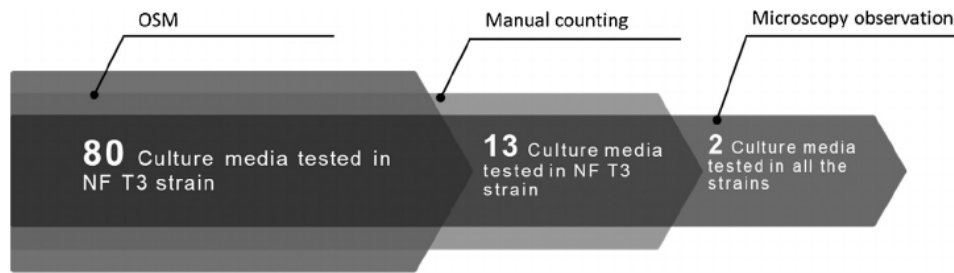 OSM
Manual counting
Microscopy observation
80 Culture media tested in
NF T3 strain
13 Culture media
tested in NF T3
strain
2 Culture media
tested in all the
strains